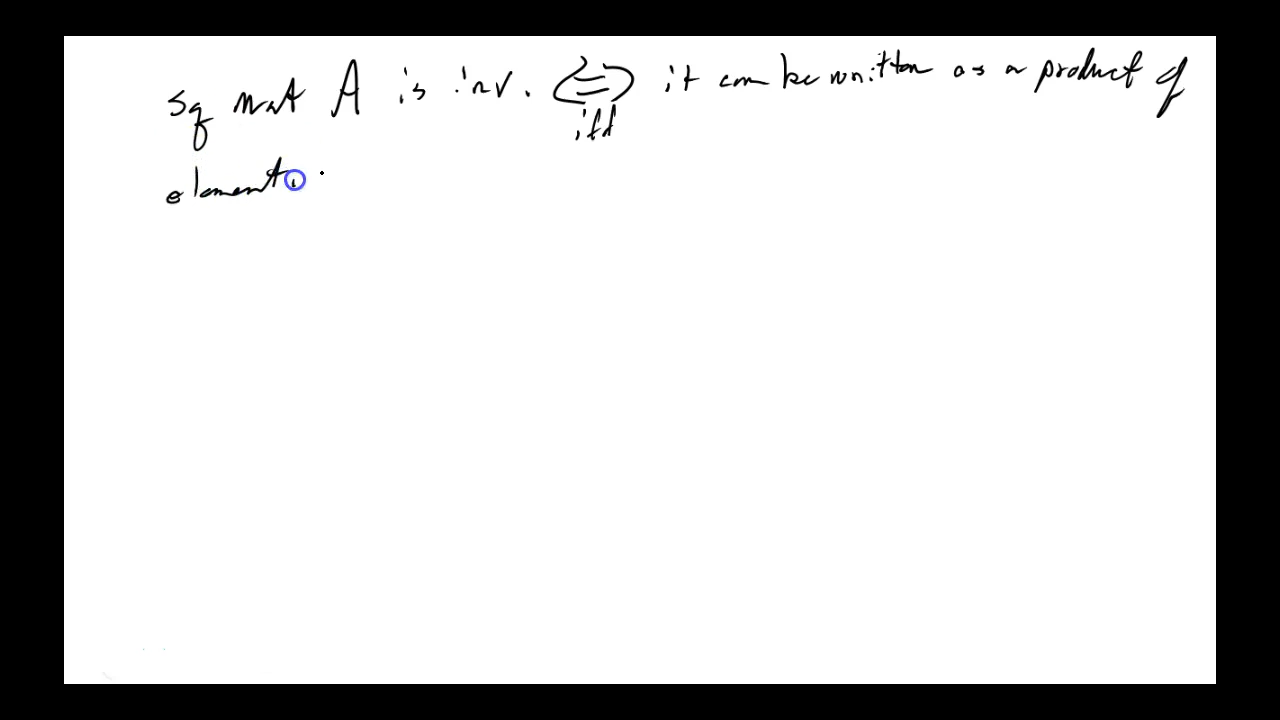 sq mat A is inv. <=> it can be written as a product of
iff
element